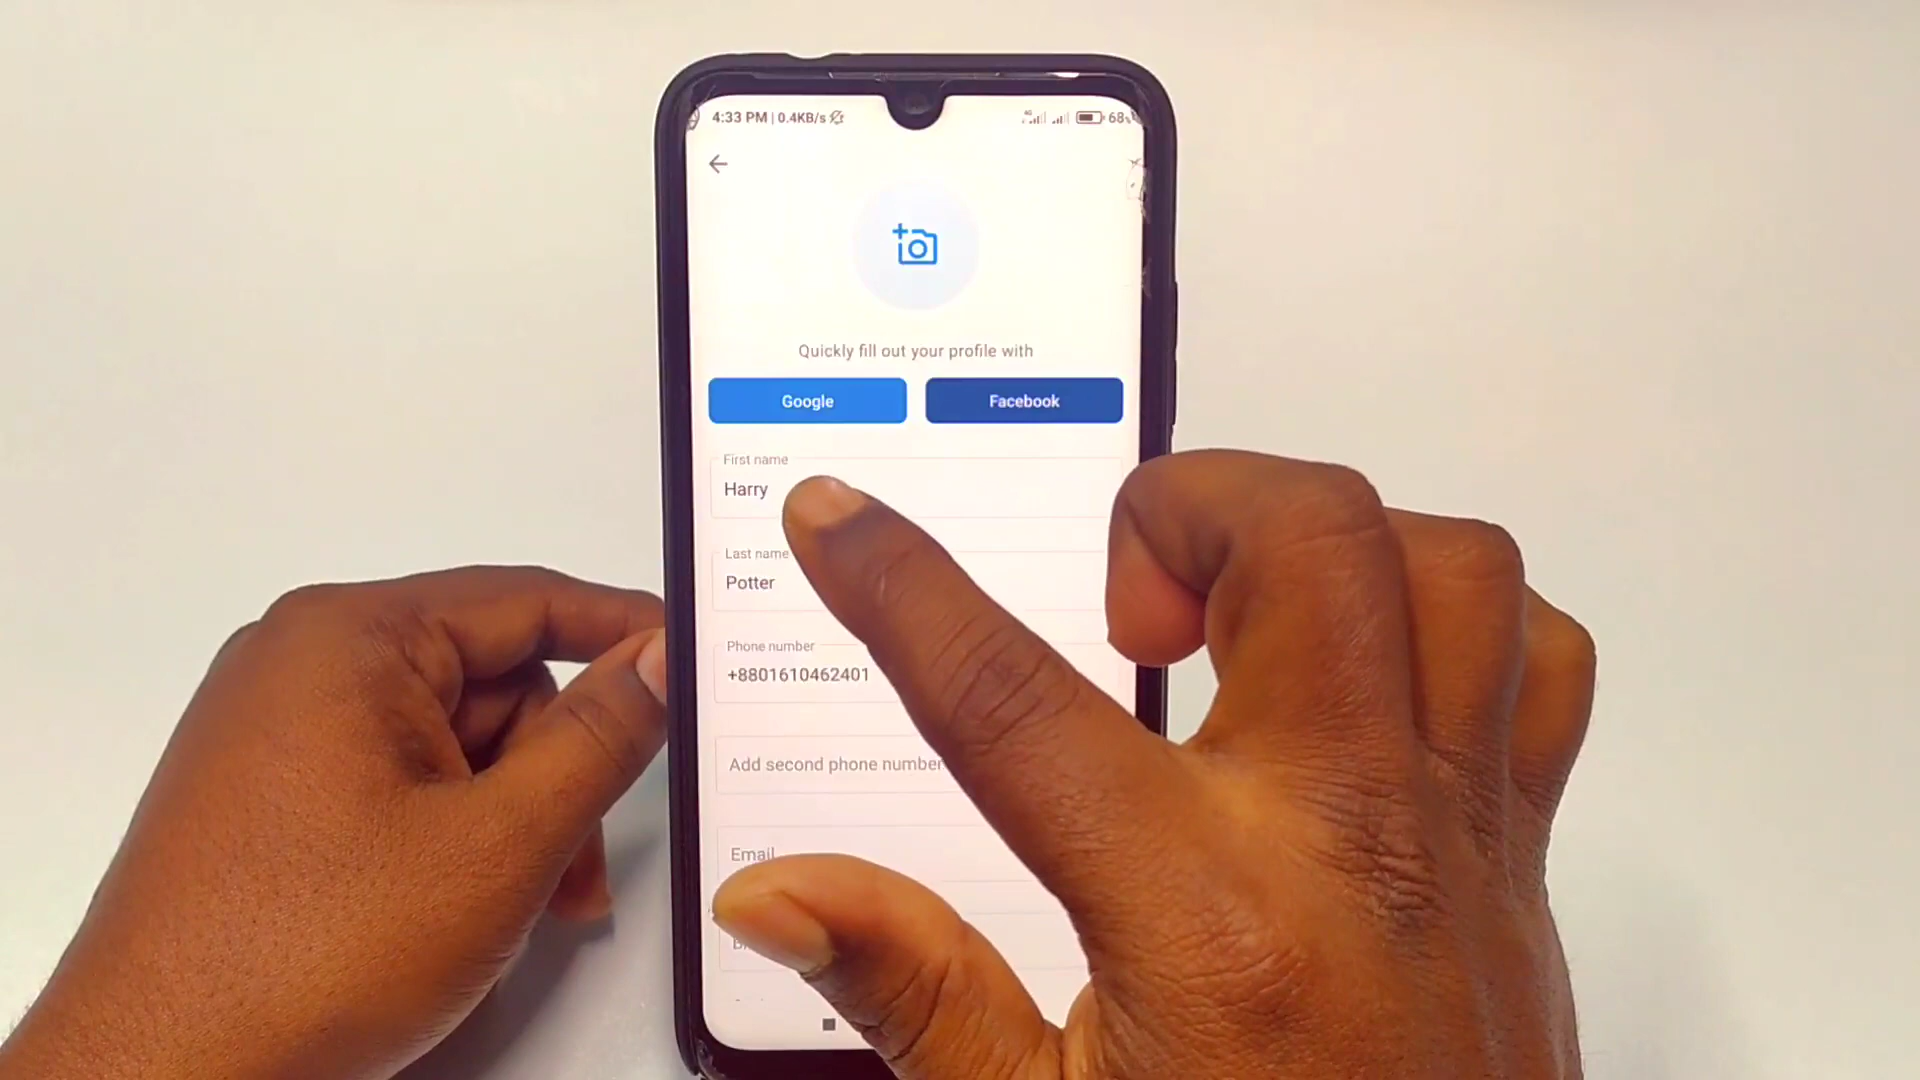 4:33 PM | 0.4KB/s
4G 68
Quickly fill out your profile with
Google Facebook
First name
Harry
Last name
Potter
Phone number
+8801610462401
Add second phone number
Email